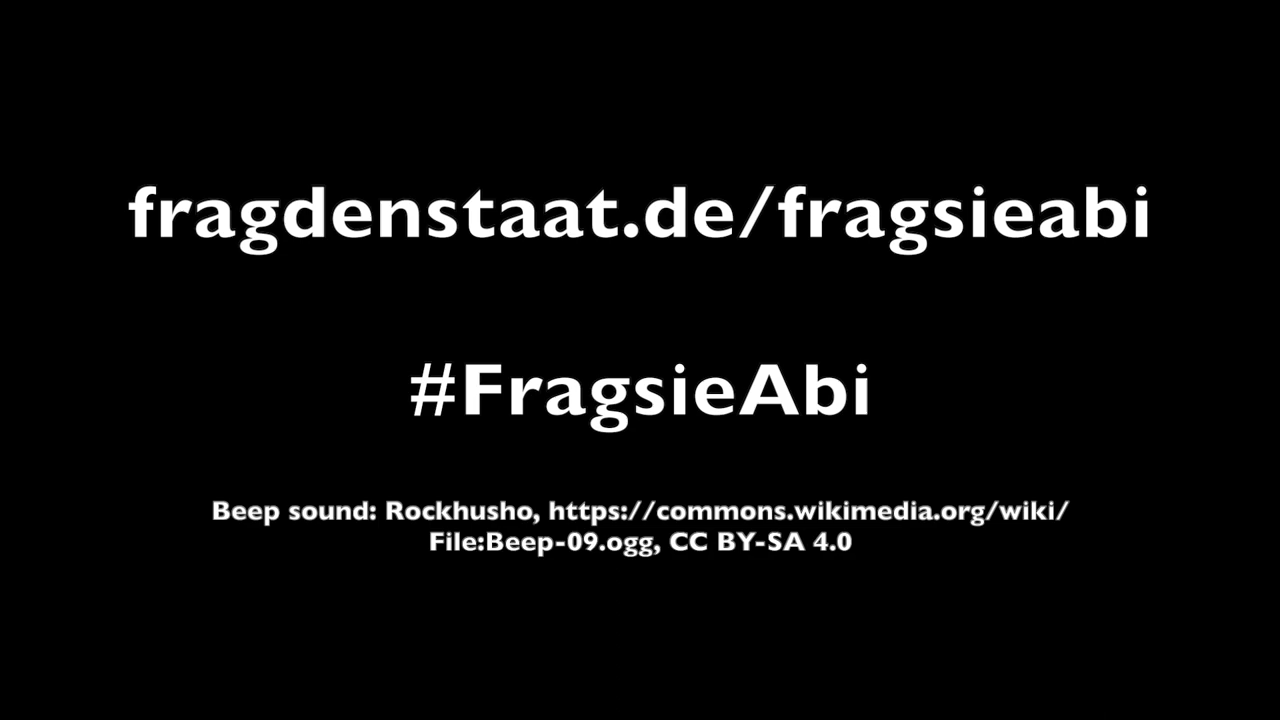 fragdenstaat.de/fragsieabi
#FragsieAbi
Beep sound: Rockhusho, https://commons.wikimedia.org/wiki/
File:Beep-09.ogg, CC BY-SA 4.0